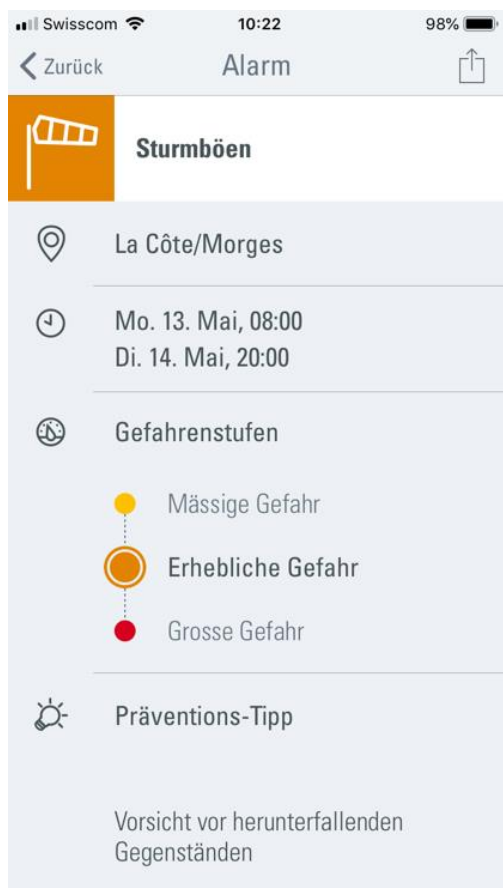 Swisscom 10:22 98%
Zurück Alarm
Sturmböen
La Côte/Morges
Mo. 13. Mai, 08:00
Di. 14. Mai, 20:00
Gefahrenstufen
Mässige Gefahr
Erhebliche Gefahr
Grosse Gefahr
Präventions-Tipp
Vorsicht vor herunterfallenden
Gegenständen